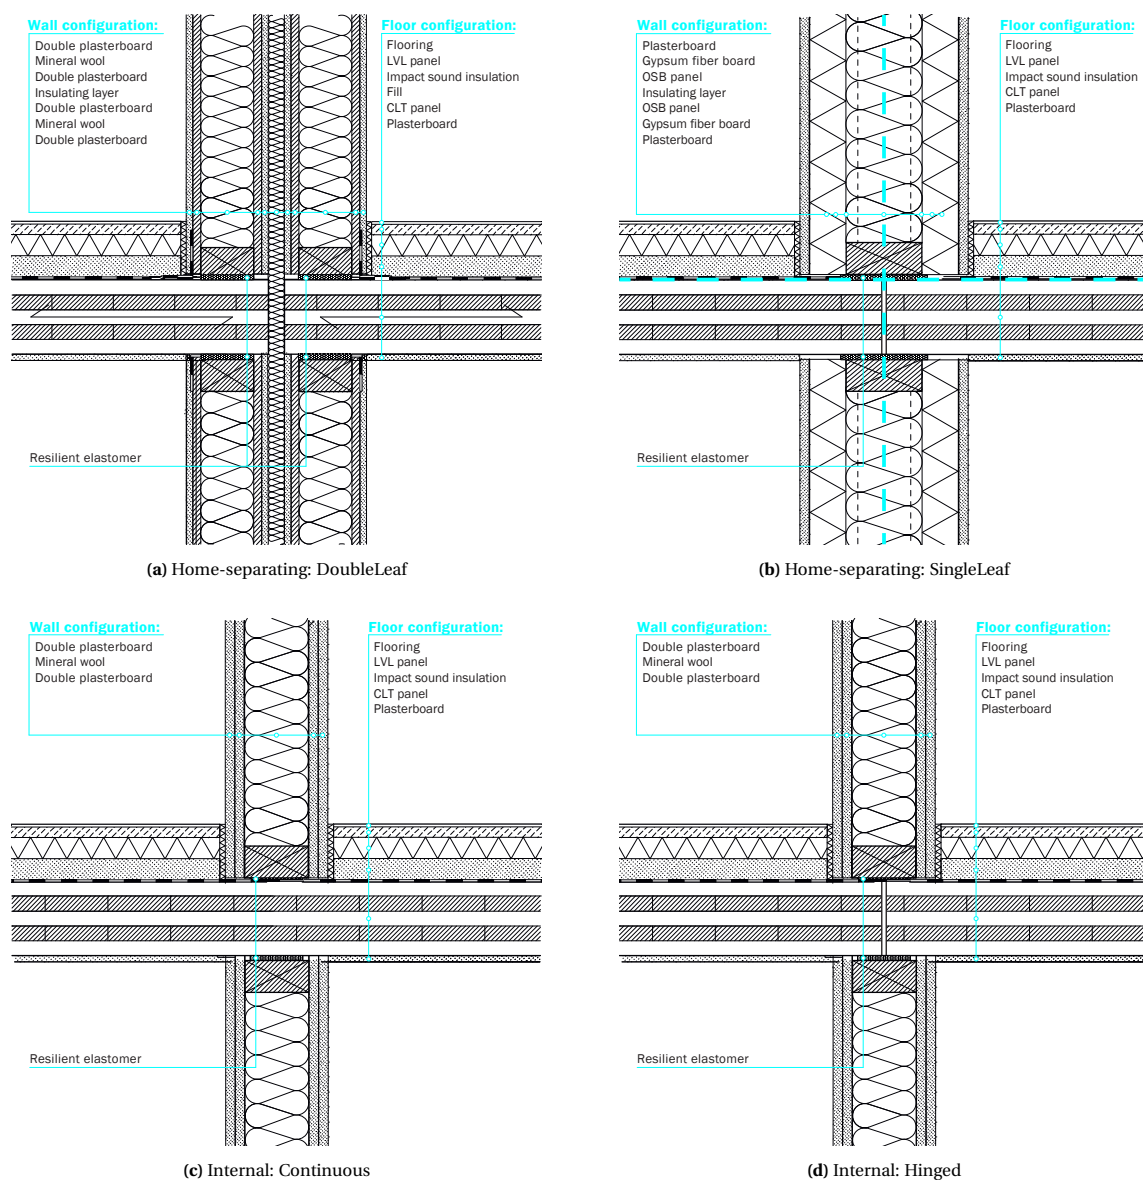 Wall configuration:
Double plasterboard
Mineral wool
Double plasterboard
Insulating layer
Double plasterboard
Mineral wool
Double plasterboard
Floor configuration:
Flooring
LVL panel
Impact sound insulation
Fill
CLT panel
Plasterboard
Resilient elastomer
(a) Home-separating: DoubleLeaf
Wall configuration:
Plasterboard
Gypsum fiber board
OSB panel
Insulating layer
OSB panel
Gypsum fiber board
Plasterboard
Floor configuration:
Flooring
LVL panel
Impact sound insulation
CLT panel
Plasterboard
Resilient elastomer
(b) Home-separating: SingleLeaf
Wall configuration:
Double plasterboard
Mineral wool
Double plasterboard
Floor configuration:
Flooring
LVL panel
Impact sound insulation
CLT panel
Plasterboard
Resilient elastomer
(c) Internal: Continuous
Wall configuration:
Double plasterboard
Mineral wool
Double plasterboard
Floor configuration:
Flooring
LVL panel
Impact sound insulation
CLT panel
Plasterboard
Resilient elastomer
(d) Internal: Hinged